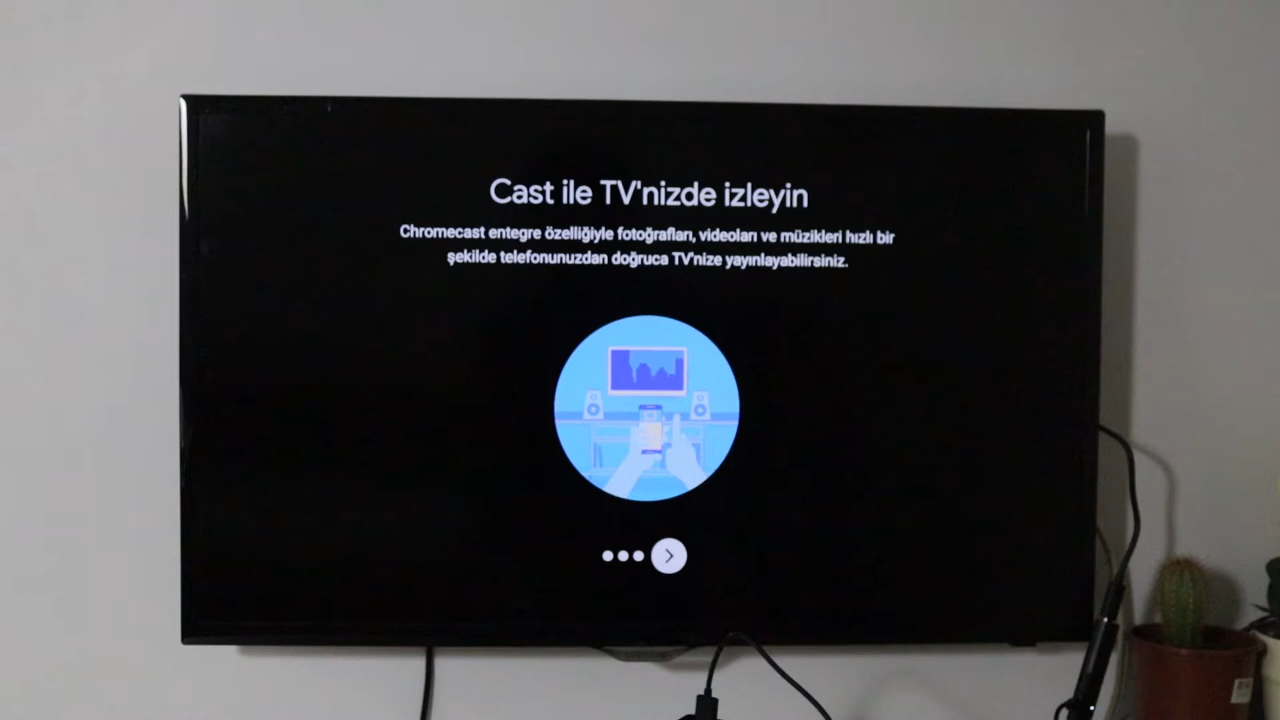 Cast ile TV'nizde izleyin
Chromecast entegre özelliğiyle fotoğrafları, videoları ve müzikleri hızlı bir
şekilde telefonunuzdan doğruca TV'nize yayınlayabilirsiniz.